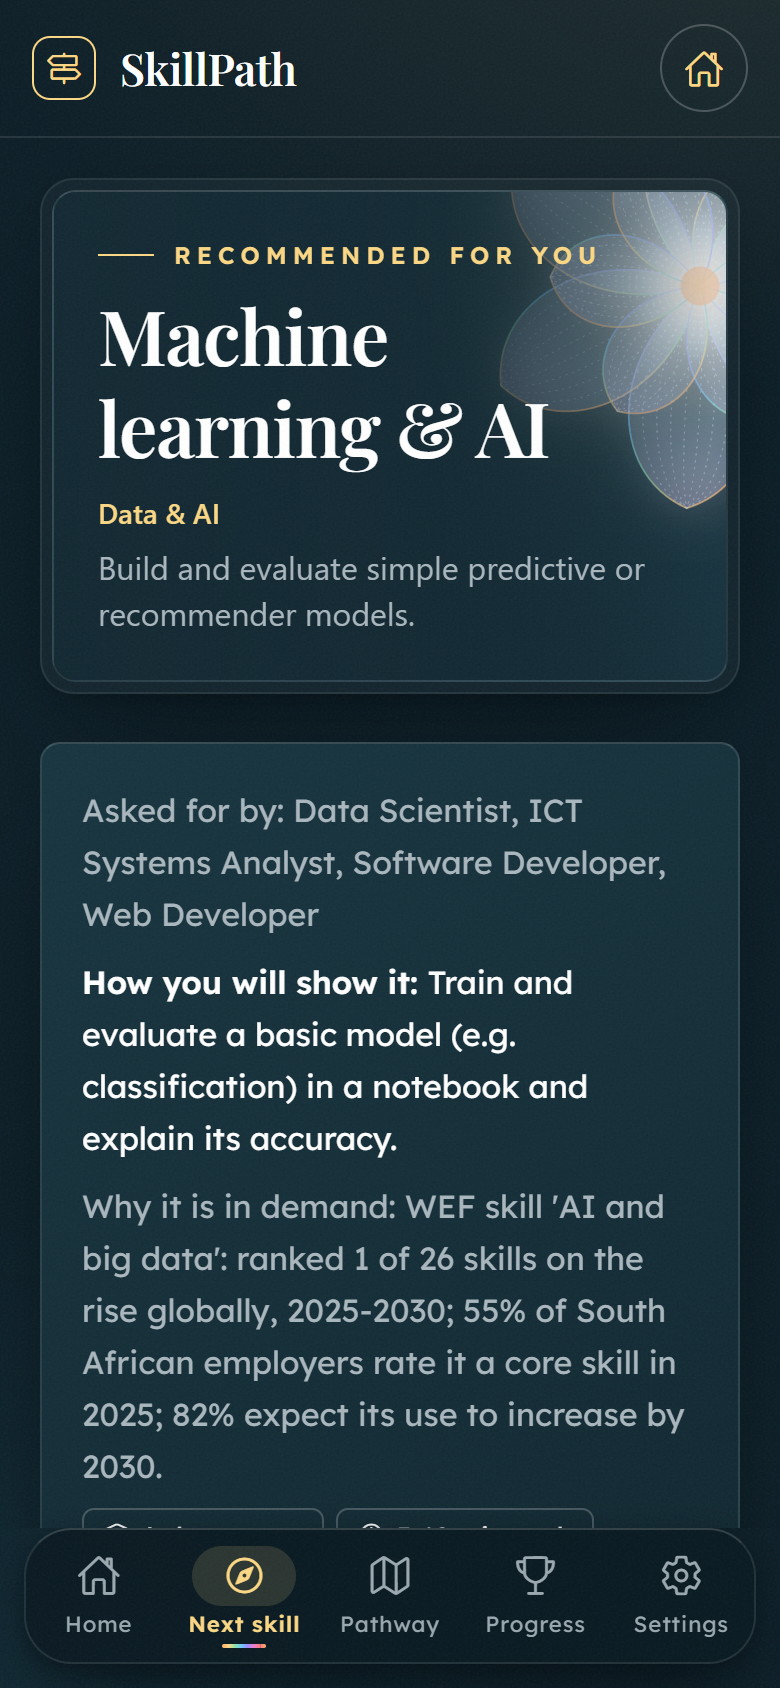 SkillPath
RECOMMENDED FOR YOU
Machine
learning & AI
Data & AI
Build and evaluate simple predictive or
recommender models.
Asked for by: Data Scientist, ICT
Systems Analyst, Software Developer,
Web Developer
How you will show it: Train and
evaluate a basic model (e.g.
classification) in a notebook and
explain its accuracy.
Why it is in demand: WEF skill 'AI and
big data': ranked 1 of 26 skills on the
rise globally, 2025-2030; 55% of South
African employers rate it a core skill in
2025; 82% expect its use to increase by
2030.
Home
Next skill
Pathway
Progress
Settings